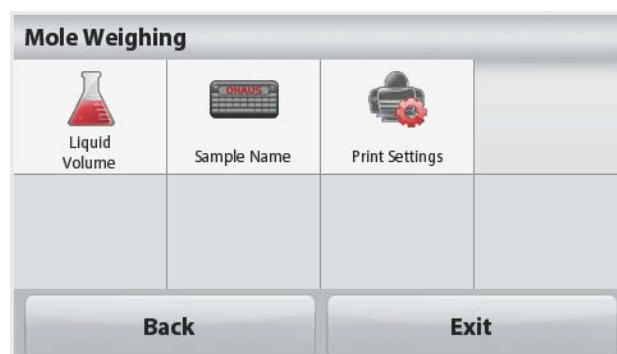 Mole Weighing
OHAUS
Liquid
Volume
Sample Name
Print Settings
Back
Exit